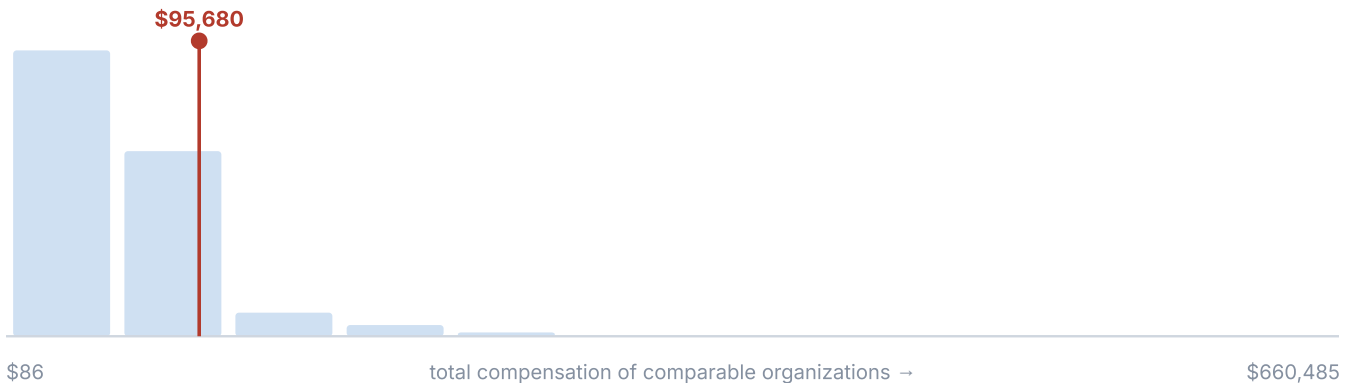 $95,680
$86
total compensation of comparable organizations →
$660,485